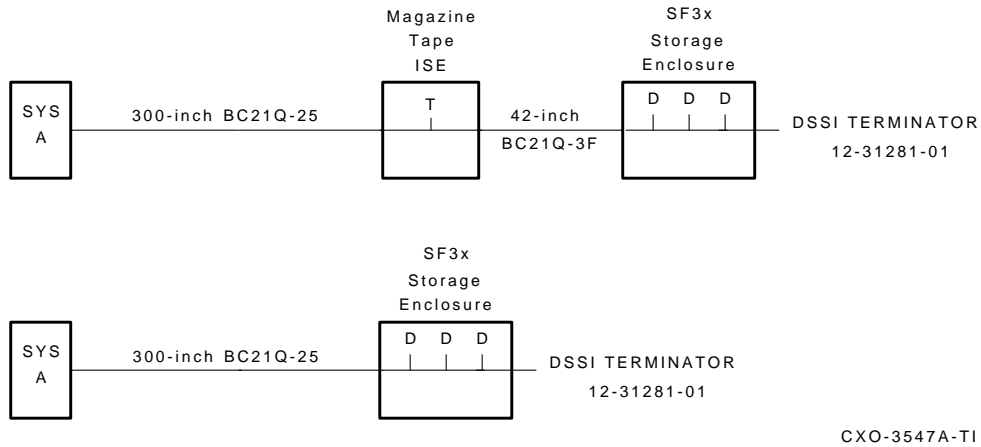 Magazine
Tape
ISE
SF3x
Storage
Enclosure
SYS
A
300-inch BC21Q-25
T
42-inch
BC21Q-3F
D D D
DSSI TERMINATOR
12-31281-01
SF3x
Storage
Enclosure
SYS
A
300-inch BC21Q-25
D D D
DSSI TERMINATOR
12-31281-01
CXO-3547A-TI